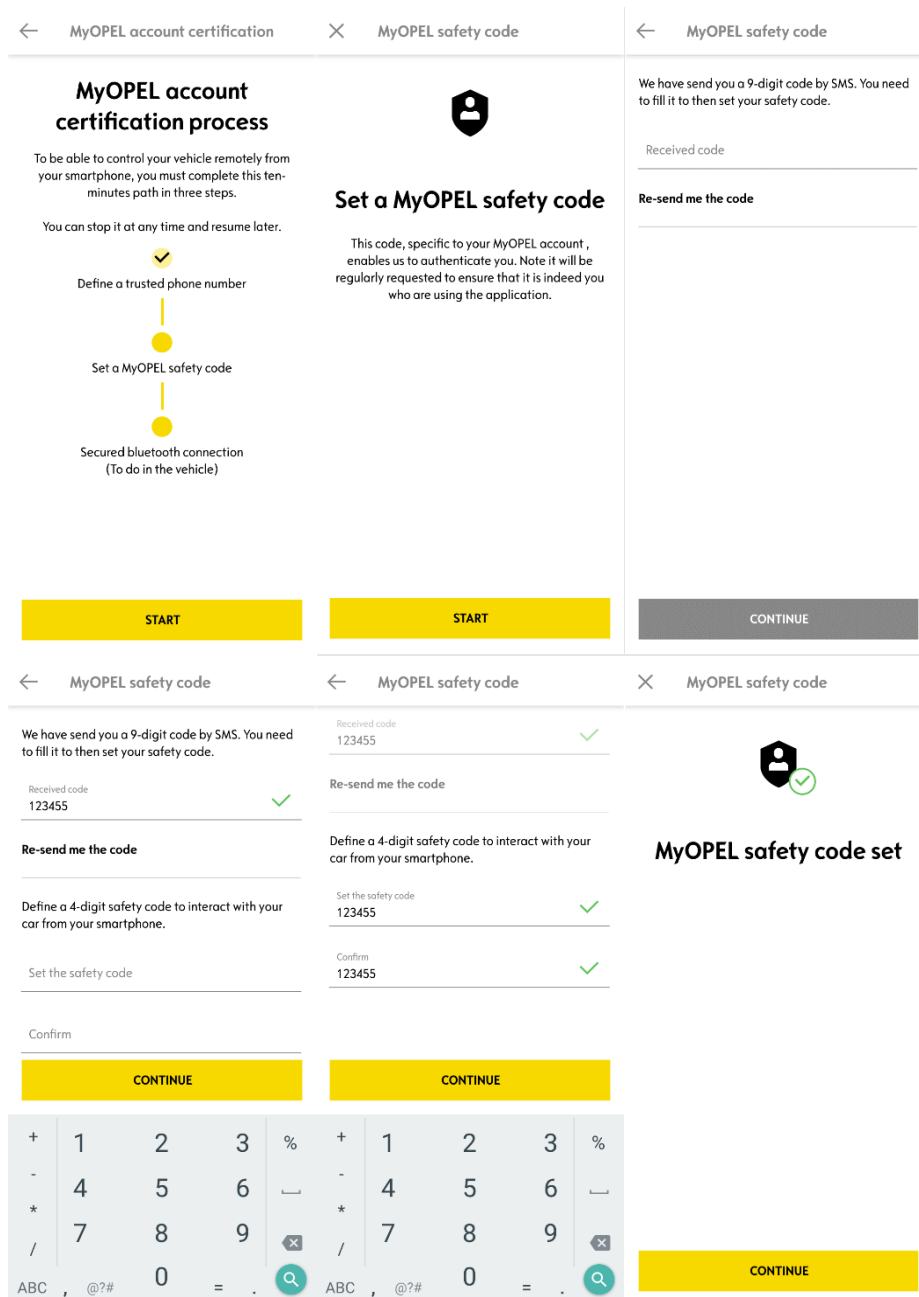 MyOPEL account certification
MyOPEL account
certification process
To be able to control your vehicle remotely from
your smartphone, you must complete this ten-
minutes path in three steps.
You can stop it at any time and resume later.
Define a trusted phone number
Set a MyOPEL safety code
Secured bluetooth connection
(To do in the vehicle)
START
MyOPEL safety code
Set a MyOPEL safety code
This code, specific to your MyOPEL account ,
enables us to authenticate you. Note it will be
regularly requested to ensure that it is indeed you
who are using the application.
START
MyOPEL safety code
We have send you a 9-digit code by SMS. You need
to fill it to then set your safety code.
Received code
Re-send me the code
CONTINUE
MyOPEL safety code
We have send you a 9-digit code by SMS. You need
to fill it to then set your safety code.
Received code
123455
Re-send me the code
Define a 4-digit safety code to interact with your
car from your smartphone.
Set the safety code
Confirm
CONTINUE
+ 1 2 3 %
- 4 5 6
* 7 8 9
/
ABC , @?# 0 = .
MyOPEL safety code
Received code
123455
Re-send me the code
Define a 4-digit safety code to interact with your
car from your smartphone.
Set the safety code
123455
Confirm
123455
CONTINUE
+ 1 2 3 %
- 4 5 6
* 7 8 9
/
ABC , @?# 0 = .
MyOPEL safety code
MyOPEL safety code set
CONTINUE